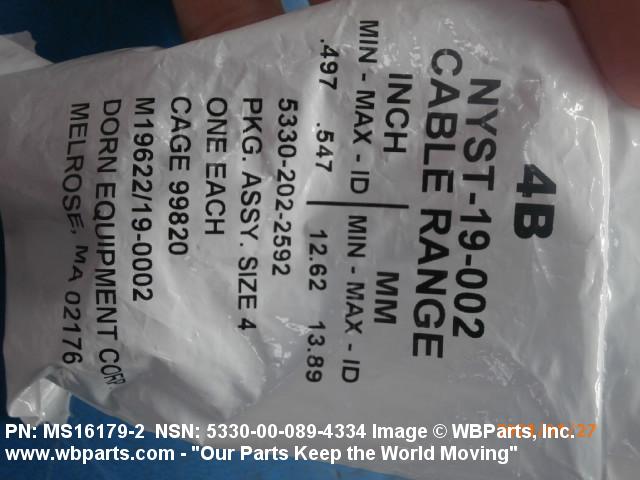 4B
NYST-19-002
CABLE RANGE
INCH MM
MIN - MAX - ID MIN - MAX - ID
.497 .547 12.62 13.89
5330-202-2592
PKG. ASSY. SIZE 4
ONE EACH
CAGE 99820
M19622/19-0002
DORN EQUIPMENT CORP
MELROSE, MA 02176
PN: MS16179-2 NSN: 5330-00-089-4334 Image © WBParts, Inc.
www.wbparts.com - "Our Parts Keep the World Moving"